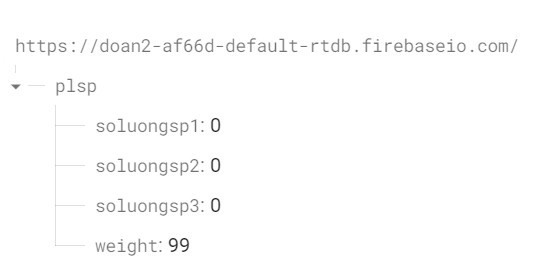 https://doan2-af66d-default-rtdb.firebaseio.com/
plsp
soluongsp1: 0
soluongsp2: 0
soluongsp3: 0
weight: 99